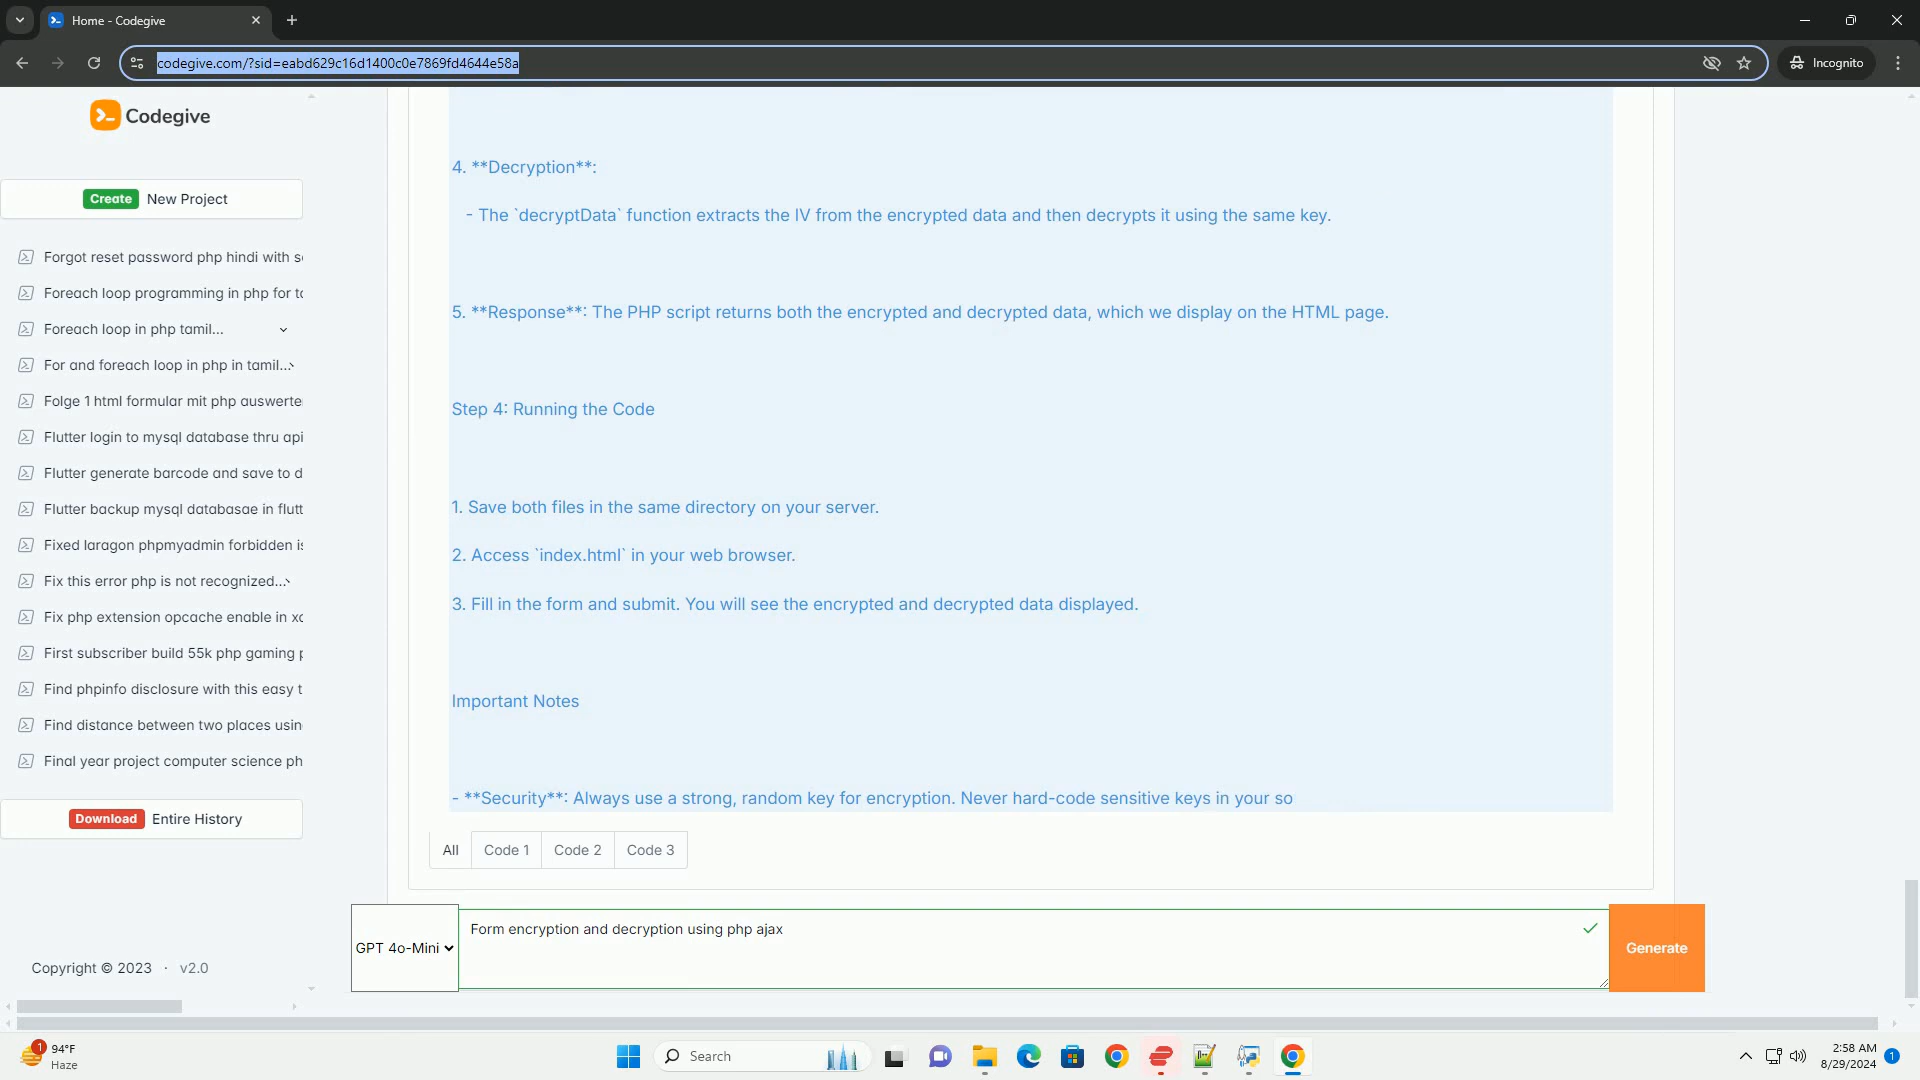 Home - Codegive
codegive.com/?sid=eabd629c16d1400c0e7869fd4644e58a
Incognito
Codegive
Create New Project
Forgot reset password php hindi with
Foreach loop programming in php for
Foreach loop in php tamil...
For and foreach loop in php in tamil...
Folge 1 html formular mit php auswerte
Flutter login to mysql database thru api
Flutter generate barcode and save to d
Flutter backup mysql databasae in flutt
Fixed laragon phpmyadmin forbidden is
Fix this error php is not recognized...
Fix php extension opcache enable in
First subscriber build 55k php gaming p
Find phpinfo disclosure with this easy t
Find distance between two places usin
Final year project computer science ph
Download Entire History
Copyright © 2023 · v2.0
4. **Decryption**:
- The `decryptData` function extracts the IV from the encrypted data and then decrypts it using the same key.
5. **Response**: The PHP script returns both the encrypted and decrypted data, which we display on the HTML page.
Step 4: Running the Code
1. Save both files in the same directory on your server.
2. Access `index.html` in your web browser.
3. Fill in the form and submit. You will see the encrypted and decrypted data displayed.
Important Notes
- **Security**: Always use a strong, random key for encryption. Never hard-code sensitive keys in your so
All Code 1 Code 2 Code 3
GPT 4o-Mini
Form encryption and decryption using php ajax
Generate
1
94°F
Haze
Search
2:58 AM
8/29/2024
1